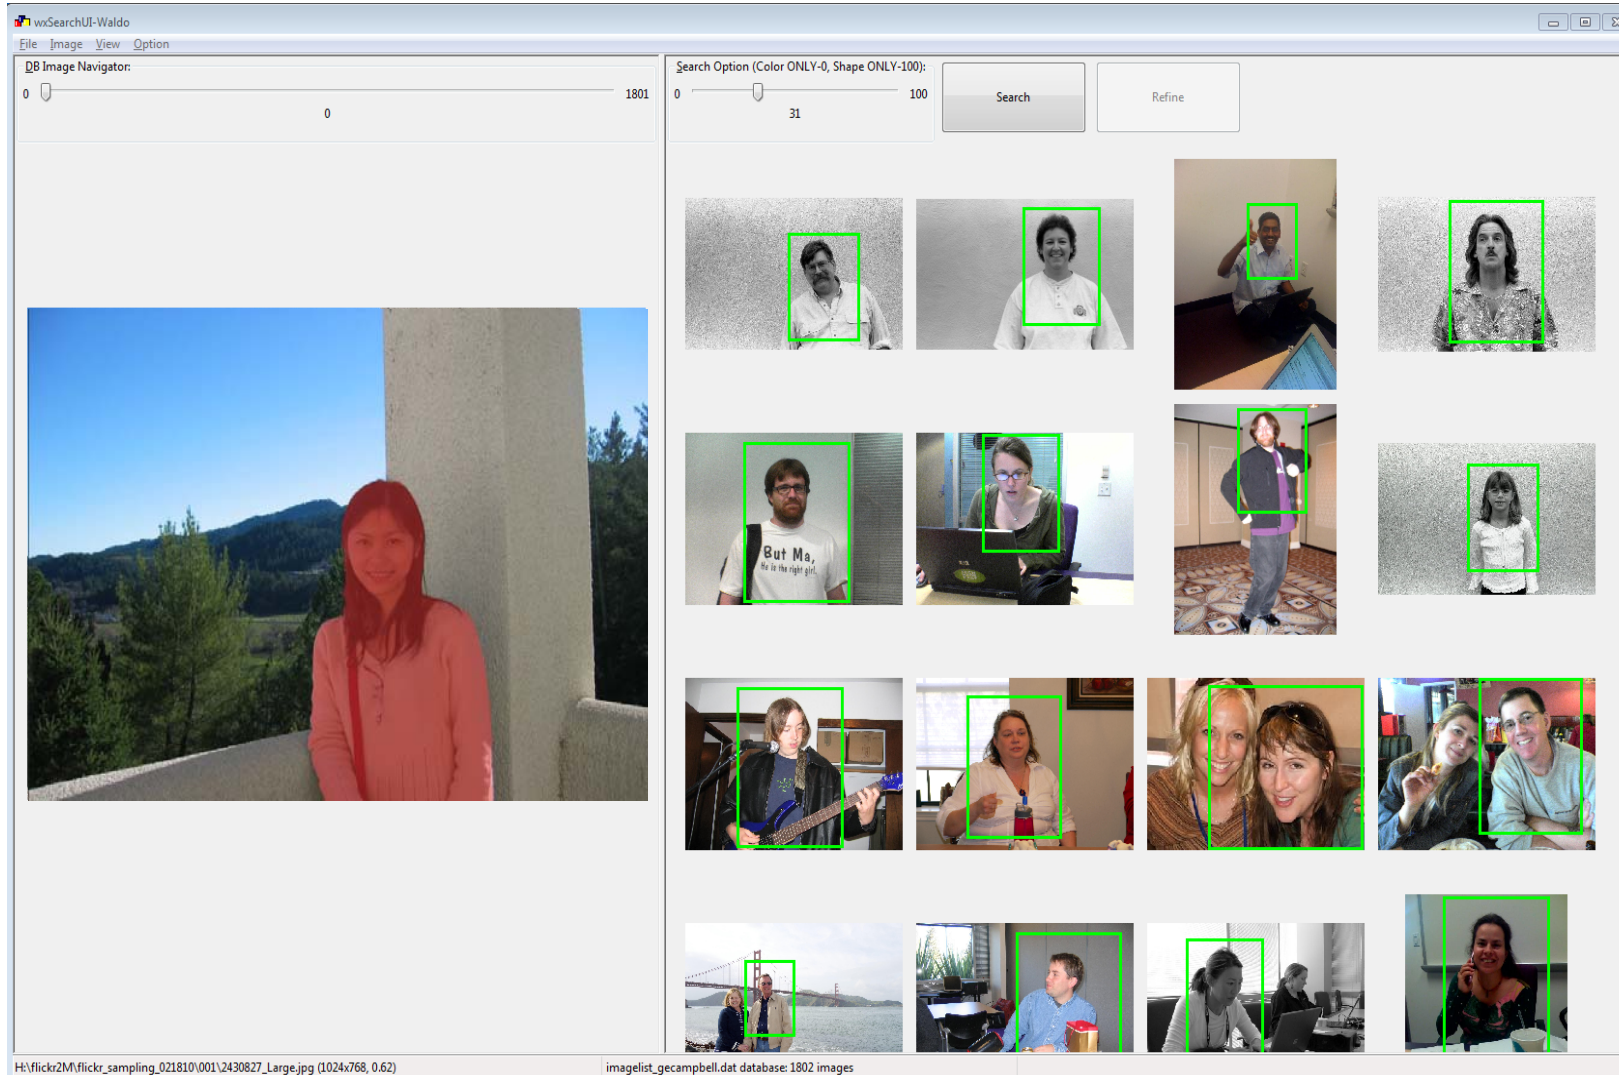 wxSearchUI-Waldo
File Image View Option
DB Image Navigator:
0 1801
0
Search Option (Color ONLY-0, Shape ONLY-100):
0 100
31
Search
Refine
But Ma,
He is the right girl.
H:\flickr2M\flickr_sampling_021810\001\2430827_Large.jpg (1024x768, 0.62)
imagelist_gecampbell.dat database: 1802 images